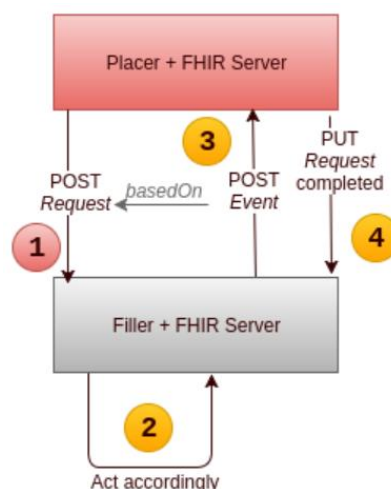 Placer + FHIR Server
3
PUT
Request
completed
POST
Request
basedOn
POST
Event
1
4
Filler + FHIR Server
2
Act accordingly